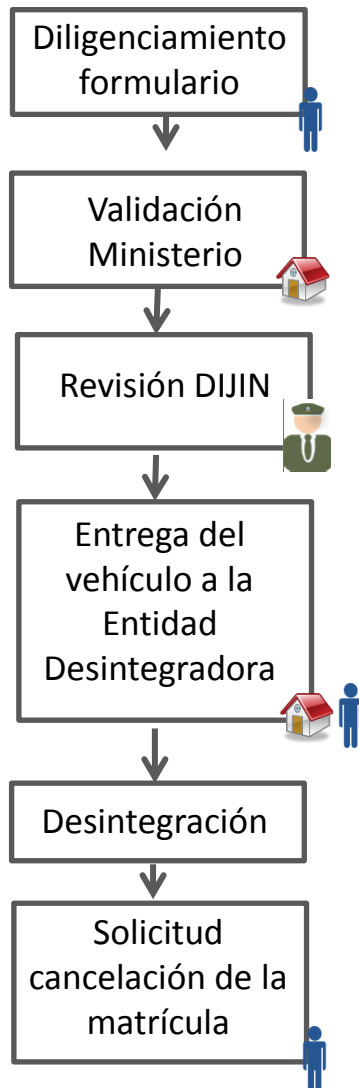 Diligenciamiento
formulario
Validación
Ministerio
Revisión DIJIN
Entrega del
vehículo a la
Entidad
Desintegradora
Desintegración
Solicitud
cancelación de la
matrícula